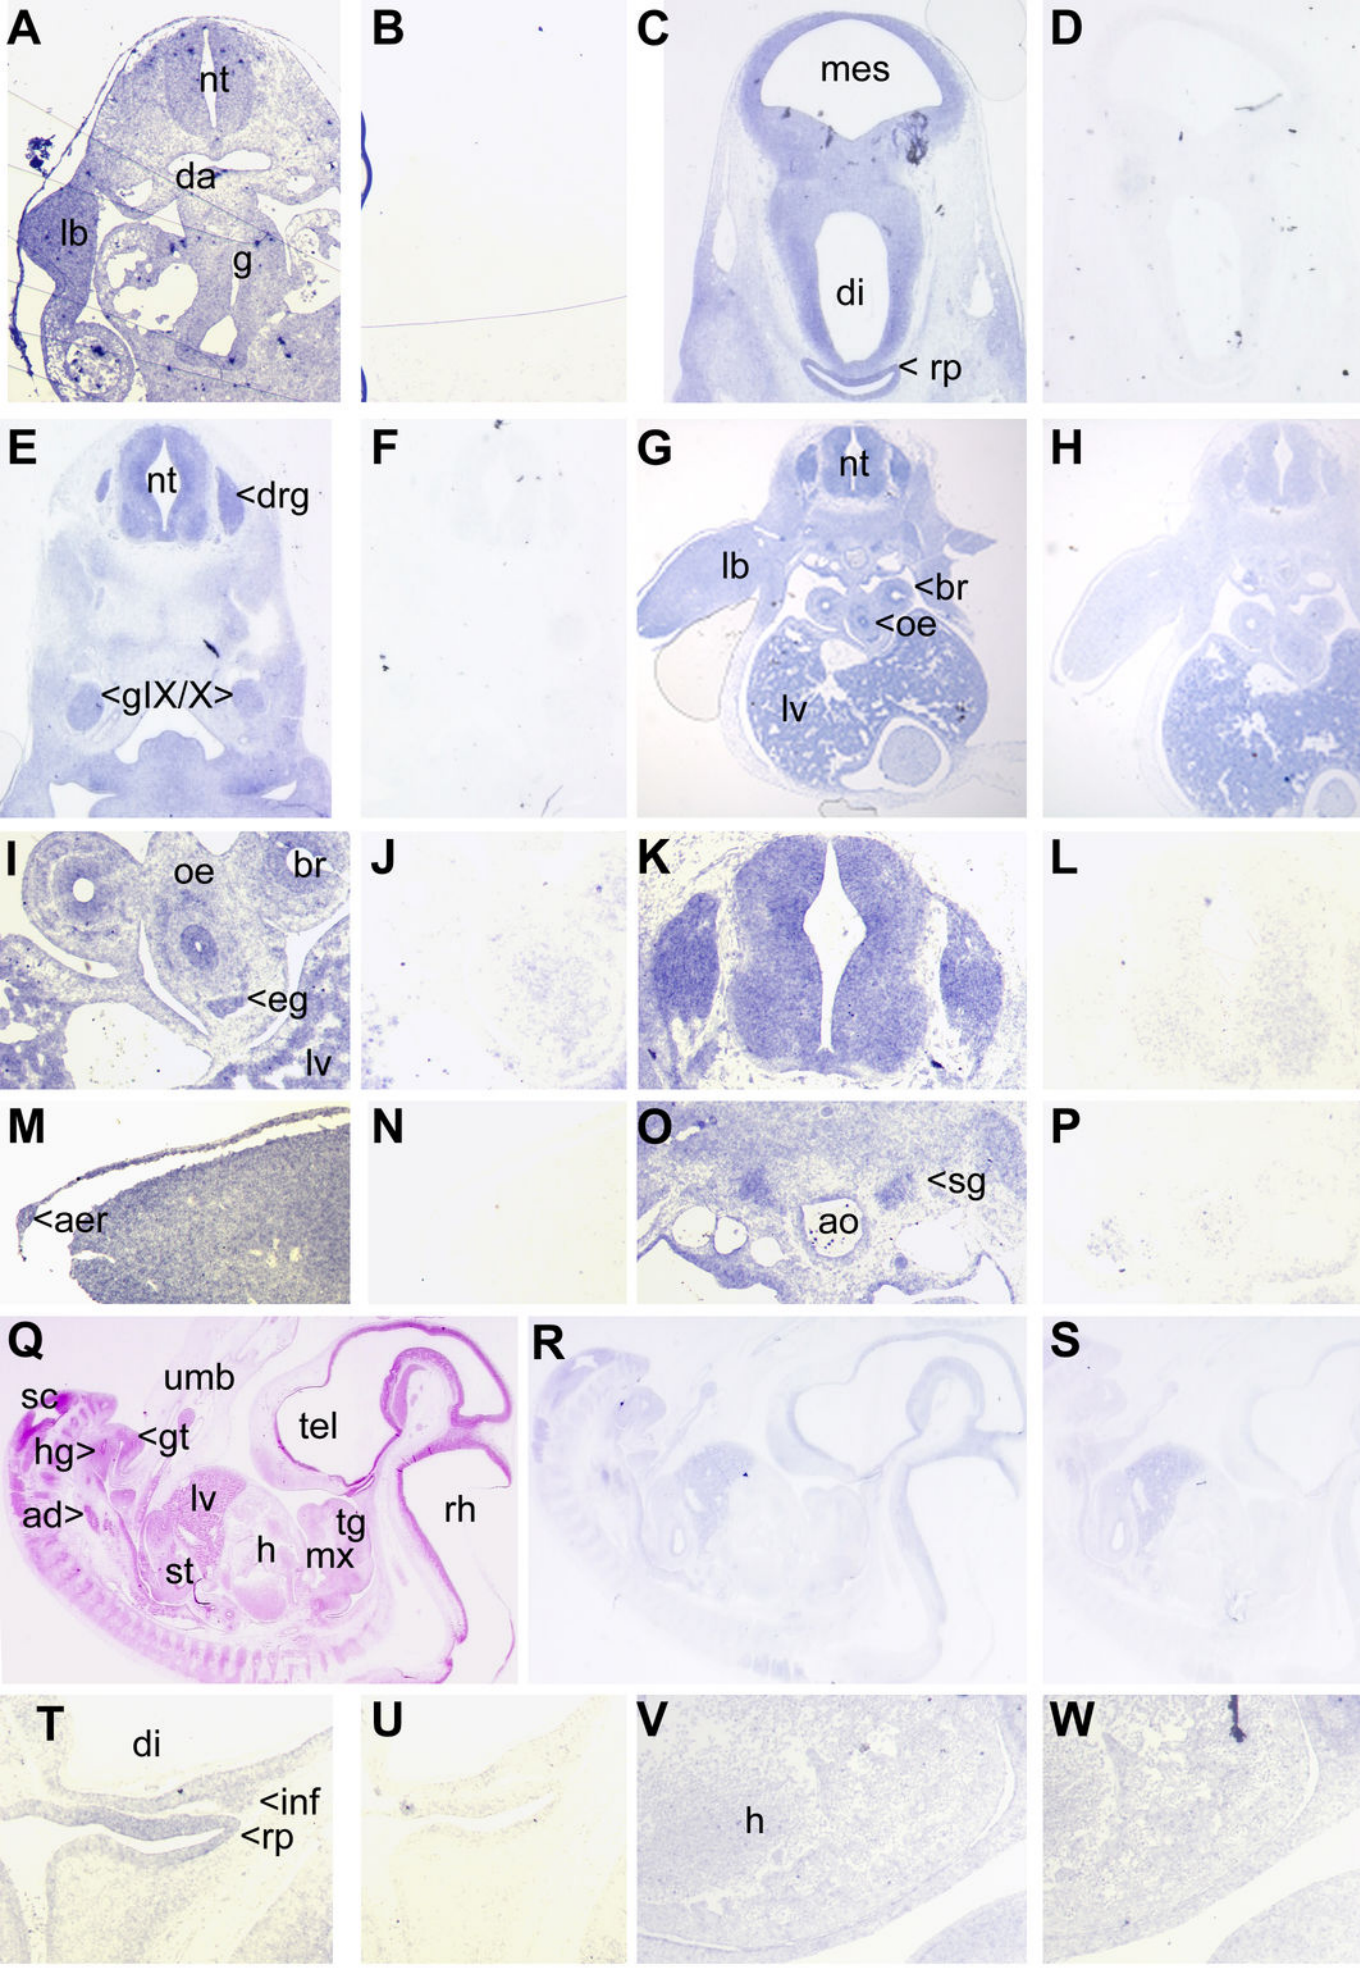 A
nt
da
lb
g
B
C
mes
di
< rp
D
E
nt
<drg
<gIX/X>
F
G
nt
lb
<br
<oe
lv
H
I
oe
br
<eg
lv
J
K
L
M
<aer
N
O
<sg
ao
P
Q
umb
sc
<gt
hg>
tel
lv
ad>
rh
tg
h
mx
st
R
S
T
di
<inf
<rp
U
V
h
W